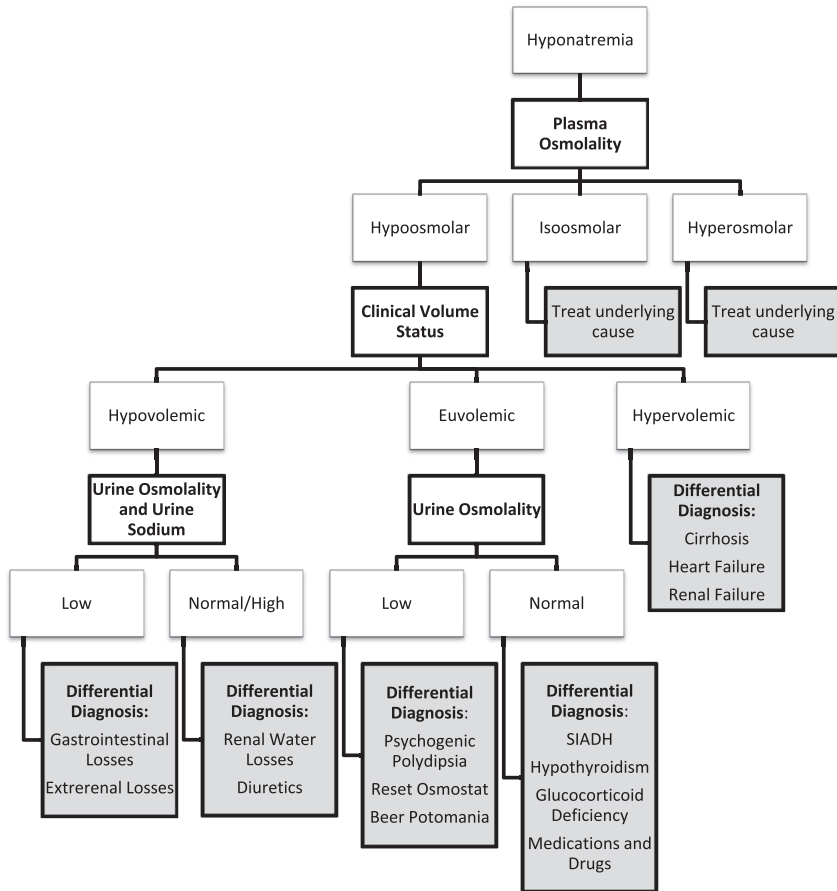 Hyponatremia
Plasma
Osmolality
Hypoosmolar
Isoosmolar
Hyperosmolar
Clinical Volume
Status
Treat underlying
cause
Treat underlying
cause
Hypovolemic
Euvolemic
Hypervolemic
Urine Osmolality
and Urine
Sodium
Urine Osmolality
Differential
Diagnosis:
Cirrhosis
Heart Failure
Renal Failure
Low
Normal/High
Low
Normal
Differential
Diagnosis:
Gastrointestinal
Losses
Extrerenal Losses
Differential
Diagnosis:
Renal Water
Losses
Diuretics
Differential
Diagnosis:
Psychogenic
Polydipsia
Reset Osmostat
Beer Potomania
Differential
Diagnosis:
SIADH
Hypothyroidism
Glucocorticoid
Deficiency
Medications and
Drugs